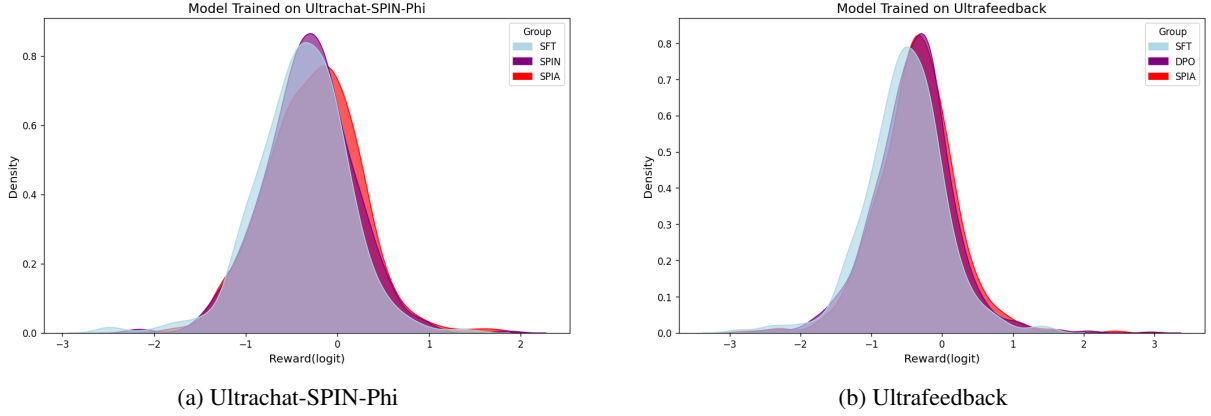 Model Trained on Ultrachat-SPIN-Phi
Group
SFT
SPIN
SPIA
Density
0.0
0.2
0.4
0.6
0.8
−3
−2
−1
0
1
2
Reward(logit)
(a) Ultrachat-SPIN-Phi
Model Trained on Ultrafeedback
Group
SFT
DPO
SPIA
Density
0.0
0.1
0.2
0.3
0.4
0.5
0.6
0.7
0.8
−3
−2
−1
0
1
2
3
Reward(logit)
(b) Ultrafeedback